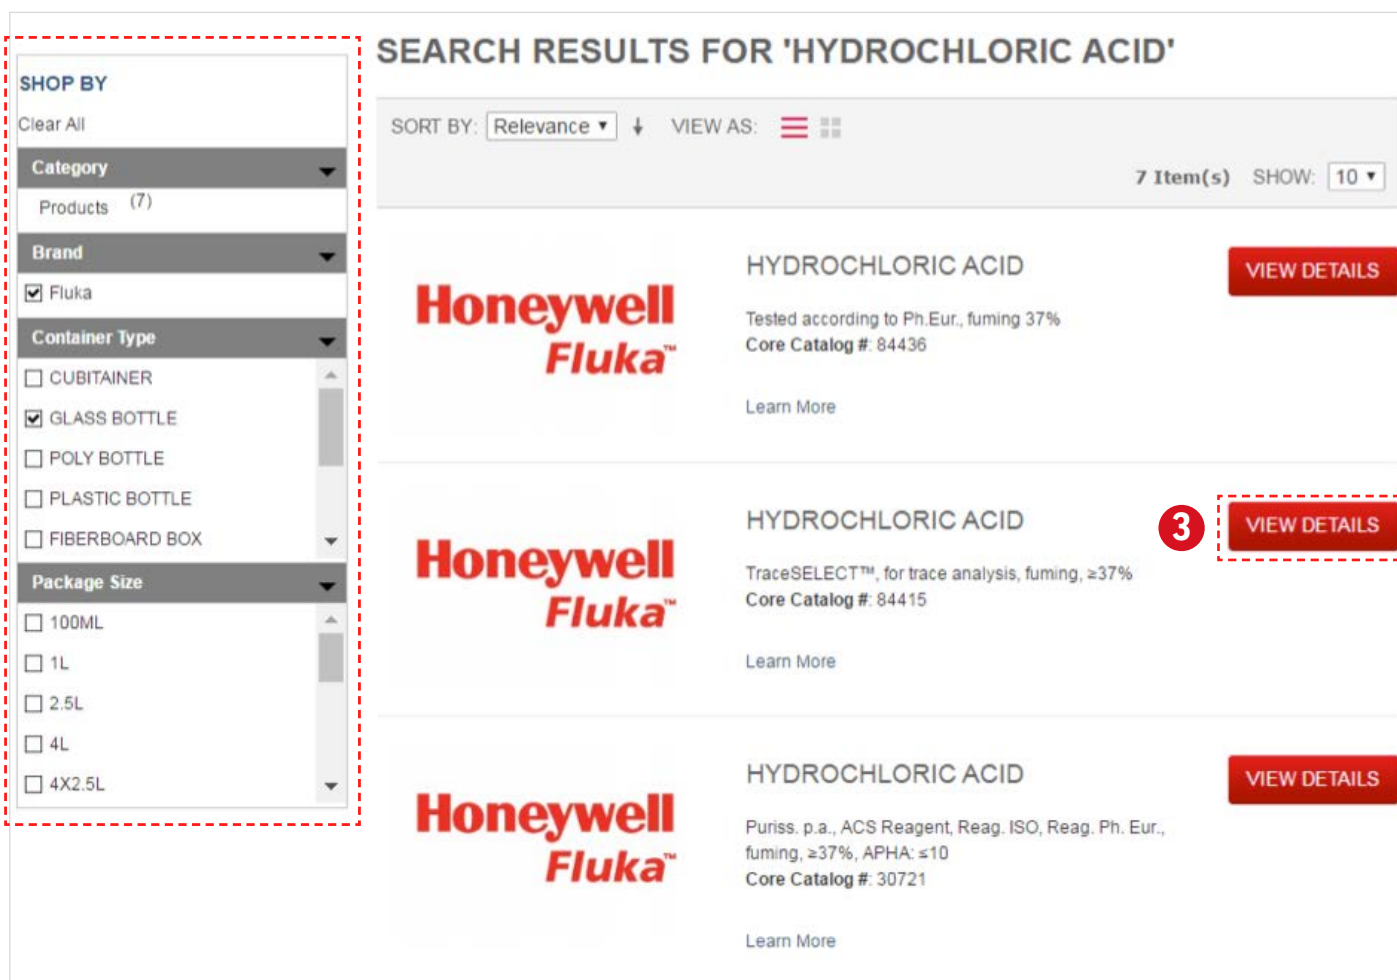 SEARCH RESULTS FOR 'HYDROCHLORIC ACID'
SHOP BY
Clear All
Category
Products (7)
Brand
Fluka
Container Type
CUBITAINER
GLASS BOTTLE
POLY BOTTLE
PLASTIC BOTTLE
FIBERBOARD BOX
Package Size
100ML
1L
2.5L
4L
4X2.5L
SORT BY: Relevance VIEW AS:
7 Item(s) SHOW: 10
Honeywell
Fluka™
HYDROCHLORIC ACID
Tested according to Ph.Eur., fuming 37%
Core Catalog #: 84436
Learn More
VIEW DETAILS
Honeywell
Fluka™
HYDROCHLORIC ACID
TraceSELECT™, for trace analysis, fuming, ≥37%
Core Catalog #: 84415
Learn More
3
VIEW DETAILS
Honeywell
Fluka™
HYDROCHLORIC ACID
Puriss. p.a., ACS Reagent, Reag. ISO, Reag. Ph. Eur.,
fuming, ≥37%, APHA: ≤10
Core Catalog #: 30721
Learn More
VIEW DETAILS